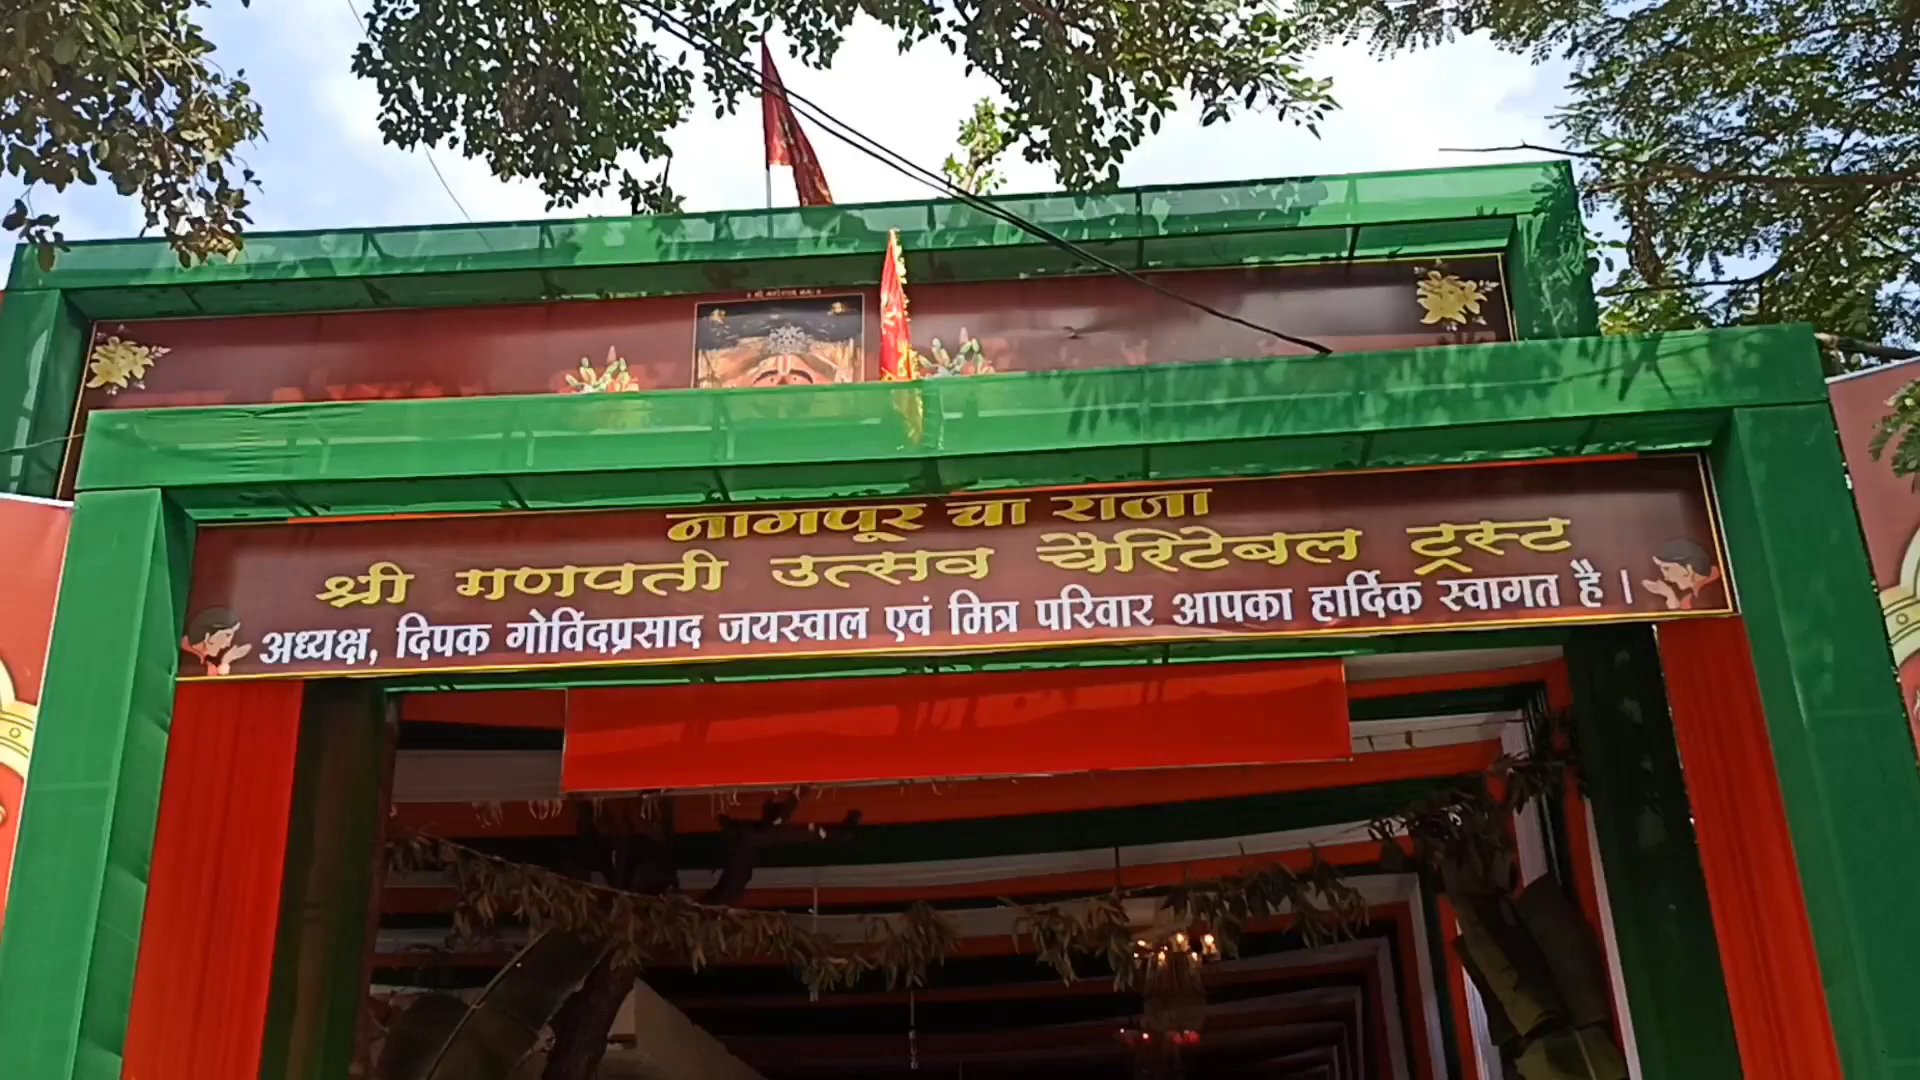 नागपूर चा राजा
श्री गणपती उत्सव चैरिटेबल ट्रस्ट
अध्यक्ष, दिपक गोविंदप्रसाद जयस्वाल एवं मित्र परिवार आपका हार्दिक स्वागत है ।